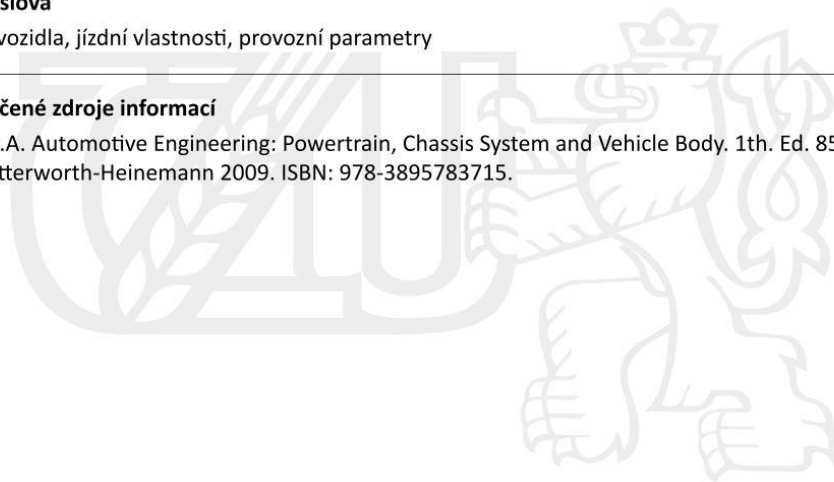 slova
vozidla, jízdní vlastnosti, provozní parametry
čené zdroje informací
.A. Automotive Engineering: Powertrain, Chassis System and Vehicle Body. 1th. Ed. 85
tterworth-Heinemann 2009. ISBN: 978-3895783715.